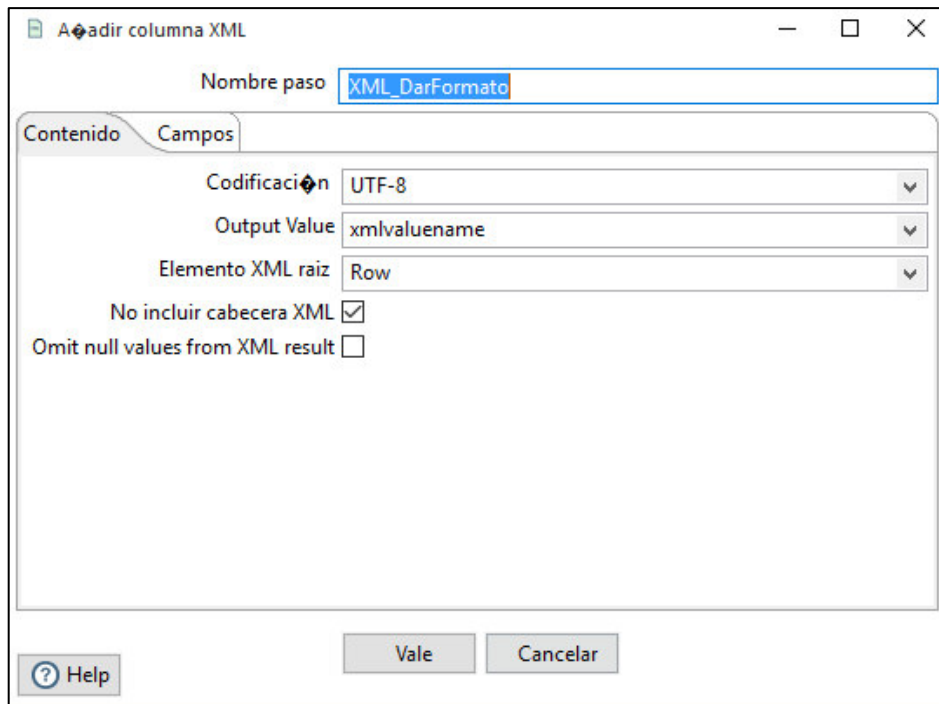 A�adir columna XML
Nombre paso XML_DarFormato
Contenido Campos
Codificaci�n UTF-8
Output Value xmlvaluename
Elemento XML raiz Row
No incluir cabecera XML
Omit null values from XML result
Vale Cancelar
Help